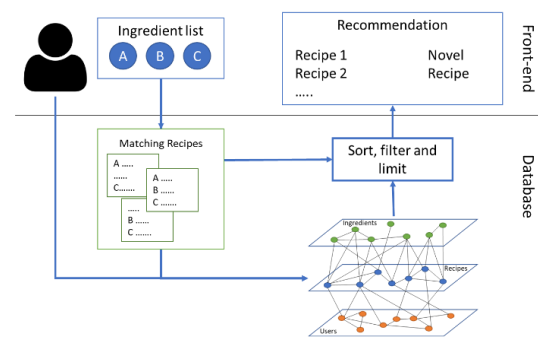 Ingredient list
A B C
Recommendation
Recipe 1 Novel
Recipe 2 Recipe
.....
Front-end
Matching Recipes
A .....
......
C.......
A .....
B ......
C .......
.....
B ......
C .......
Sort, filter and
limit
Database
Ingredients
Recipes
Users